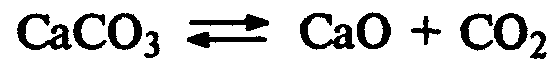 CaCO₃ ⇌ CaO + CO₂